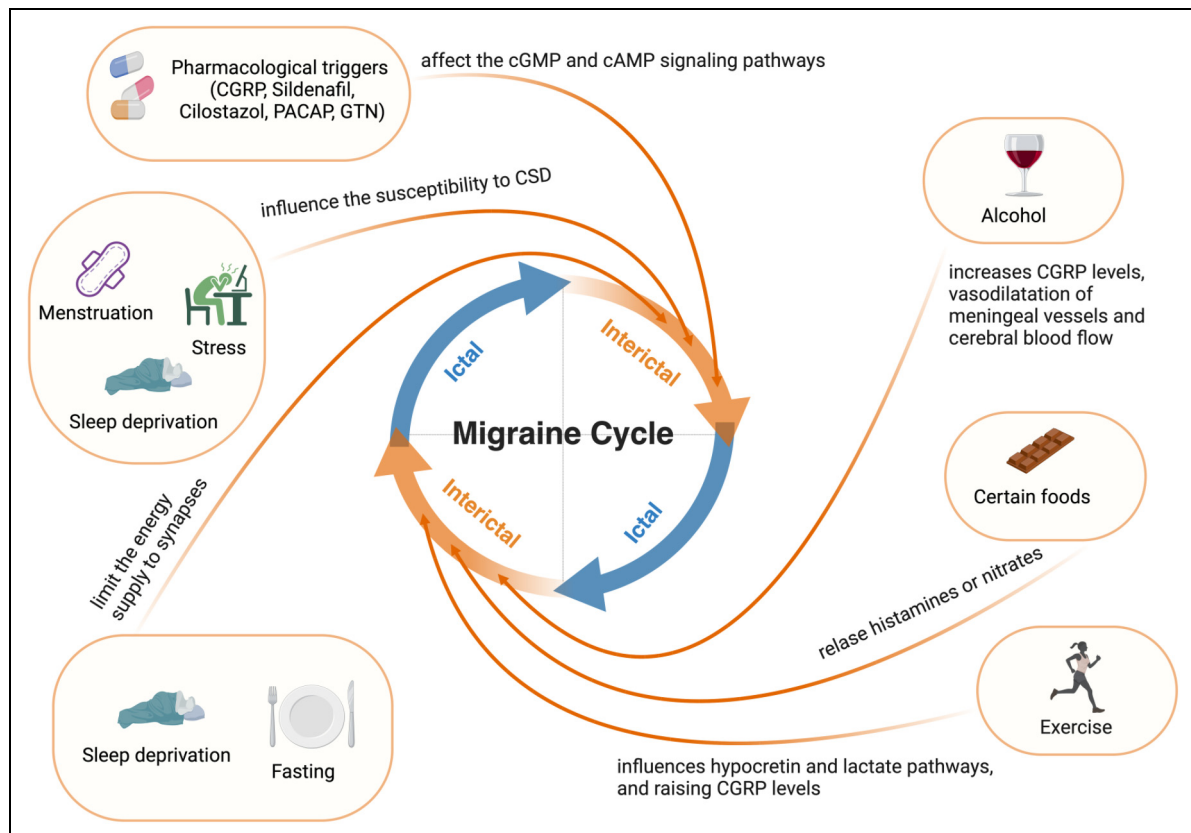 Pharmacological triggers
(CGRP, Sildenafil,
Cilostazol, PACAP, GTN)
affect the cGMP and cAMP signaling pathways
influence the susceptibility to CSD
Menstruation
Stress
Sleep deprivation
limit the energy
supply to synapses
Sleep deprivation
Fasting
Ictal
Interictal
Migraine Cycle
Interictal
Ictal
Alcohol
increases CGRP levels,
vasodilatation of
meningeal vessels and
cerebral blood flow
Certain foods
relase histamines or nitrates
Exercise
influences hypocretin and lactate pathways,
and raising CGRP levels